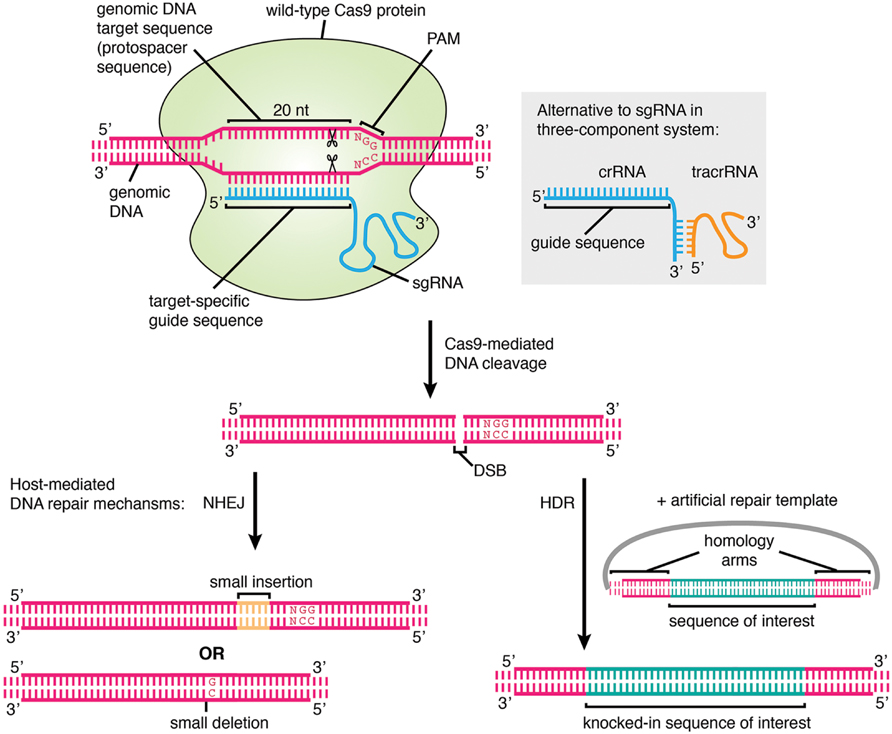 genomic DNA
target sequence
(protospacer
sequence)
wild-type Cas9 protein
PAM
20 nt
5’
3’
NGG
NCC
3’
5’
genomic
DNA
5’
3’
sgRNA
target-specific
guide sequence
Alternative to sgRNA in
three-component system:
crRNA
tracrRNA
5’
3’
guide sequence
3’
5’
Cas9-mediated
DNA cleavage
5’
3’
NGG
NCC
3’
5’
DSB
Host-mediated
DNA repair mechansms:
NHEJ
HDR
+ artificial repair template
homology
arms
sequence of interest
small insertion
5’
3’
NGG
NCC
3’
5’
OR
5’
3’
G
C
3’
5’
small deletion
5’
3’
3’
5’
knocked-in sequence of interest